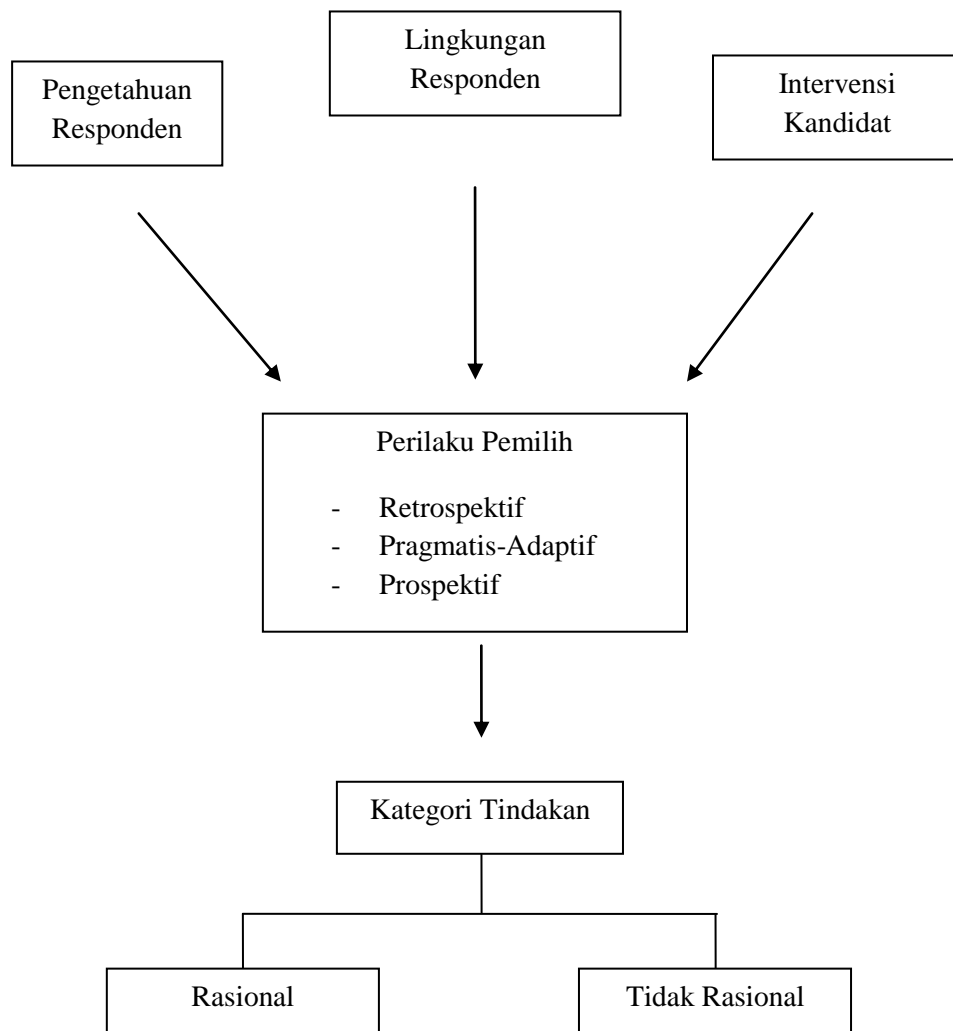 Pengetahuan
Responden
Lingkungan
Responden
Intervensi
Kandidat
Perilaku Pemilih
- Retrospektif
- Pragmatis-Adaptif
- Prospektif
Kategori Tindakan
Rasional
Tidak Rasional